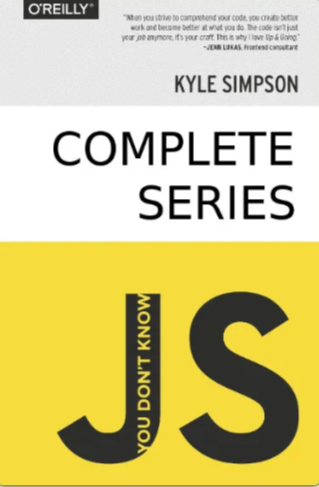 O'REILLY®
"When you strive to comprehend your code, you create better
work and become better at what you do. The code isn't just
your job anymore, it's your craft. This is why I love Up & Going."
—JENN LUKAS, Frontend consultant
KYLE SIMPSON
COMPLETE
SERIES
YOU DON'T KNOW
JS